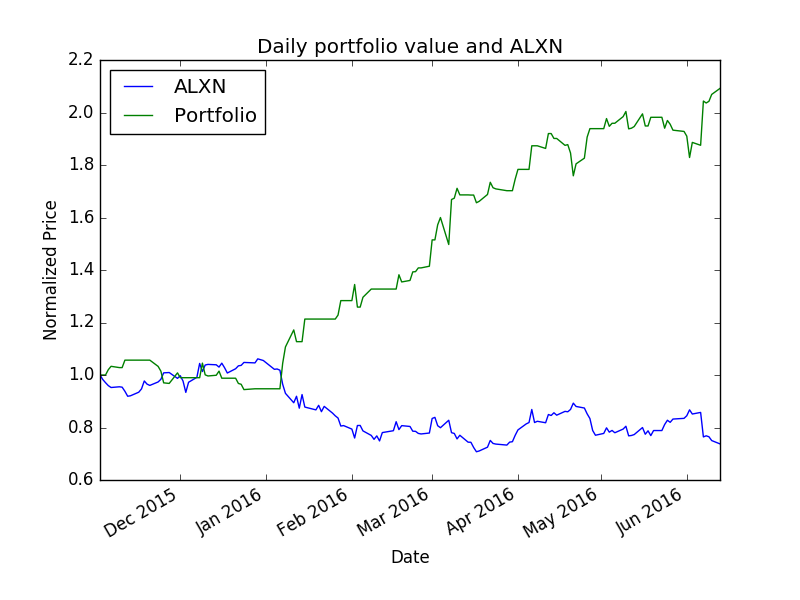 Daily portfolio value and ALXN
ALXN
Portfolio
2.2
2.0
1.8
1.6
1.4
1.2
1.0
0.8
0.6
Normalized Price
Dec 2015
Jan 2016
Feb 2016
Mar 2016
Apr 2016
May 2016
Jun 2016
Date